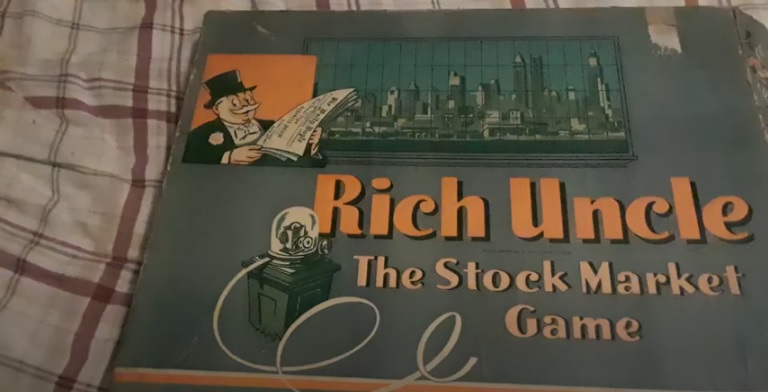 Rich Uncle
The Stock Market
Game